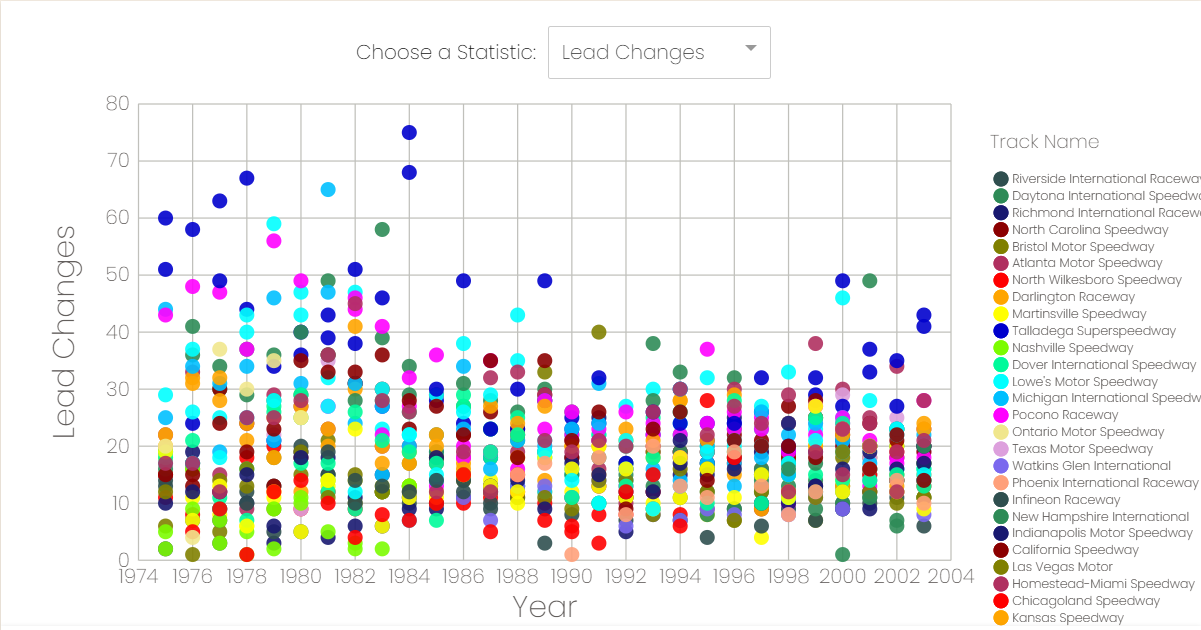 Choose a Statistic: Lead Changes
80
70
60
50
40
30
20
10
0
Lead Changes
1974 1976 1978 1980 1982 1984 1986 1988 1990 1992 1994 1996 1998 2000 2002 2004
Year
Track Name
Riverside International Raceway
Daytona International Speedw
Richmond International Racew
North Carolina Speedway
Bristol Motor Speedway
Atlanta Motor Speedway
North Wilkesboro Speedway
Darlington Raceway
Martinsville Speedway
Talladega Superspeedway
Nashville Speedway
Dover International Speedway
Lowe's Motor Speedway
Michigan International Speedw
Pocono Raceway
Ontario Motor Speedway
Texas Motor Speedway
Watkins Glen International
Phoenix International Raceway
Infineon Raceway
New Hampshire International
Indianapolis Motor Speedway
California Speedway
Las Vegas Motor
Homestead-Miami Speedway
Chicagoland Speedway
Kansas Speedway